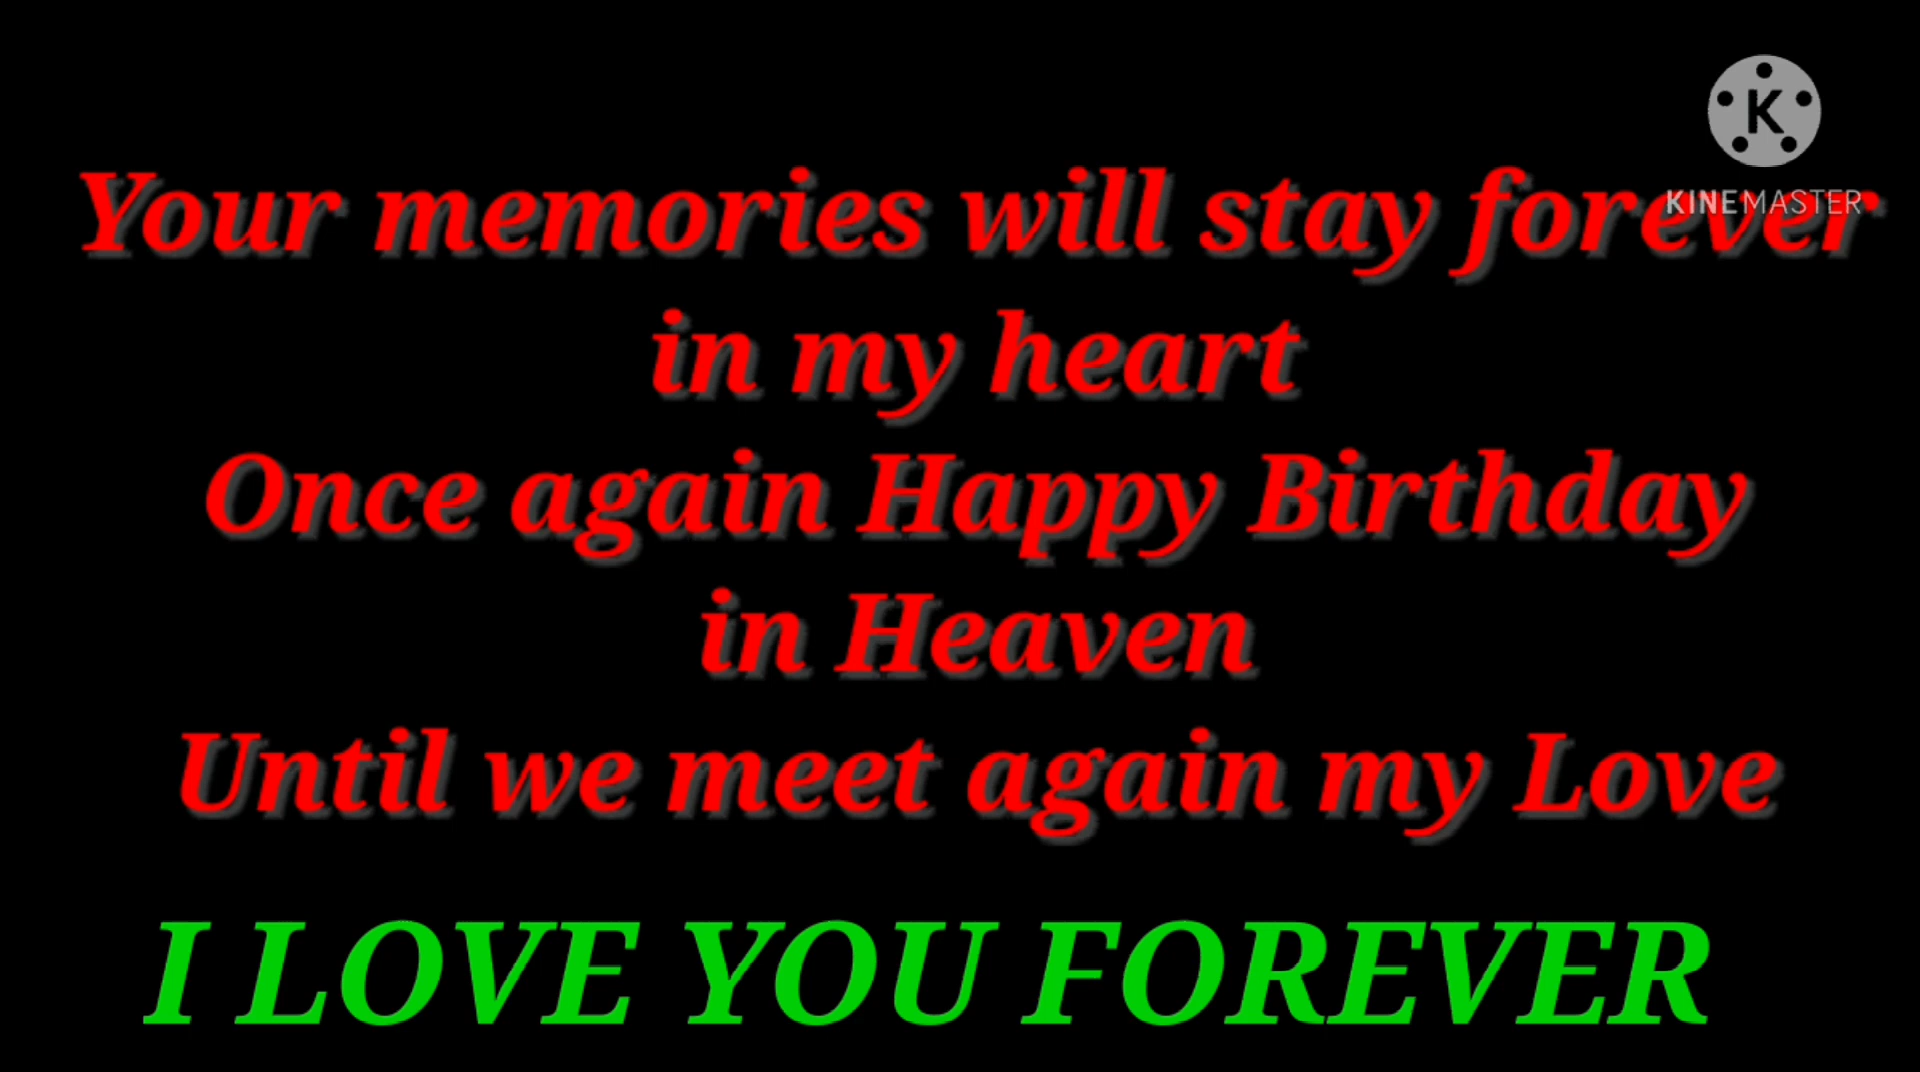 K
KINEMASTER
Your memories will stay forever
in my heart
Once again Happy Birthday
in Heaven
Until we meet again my Love
I LOVE YOU FOREVER